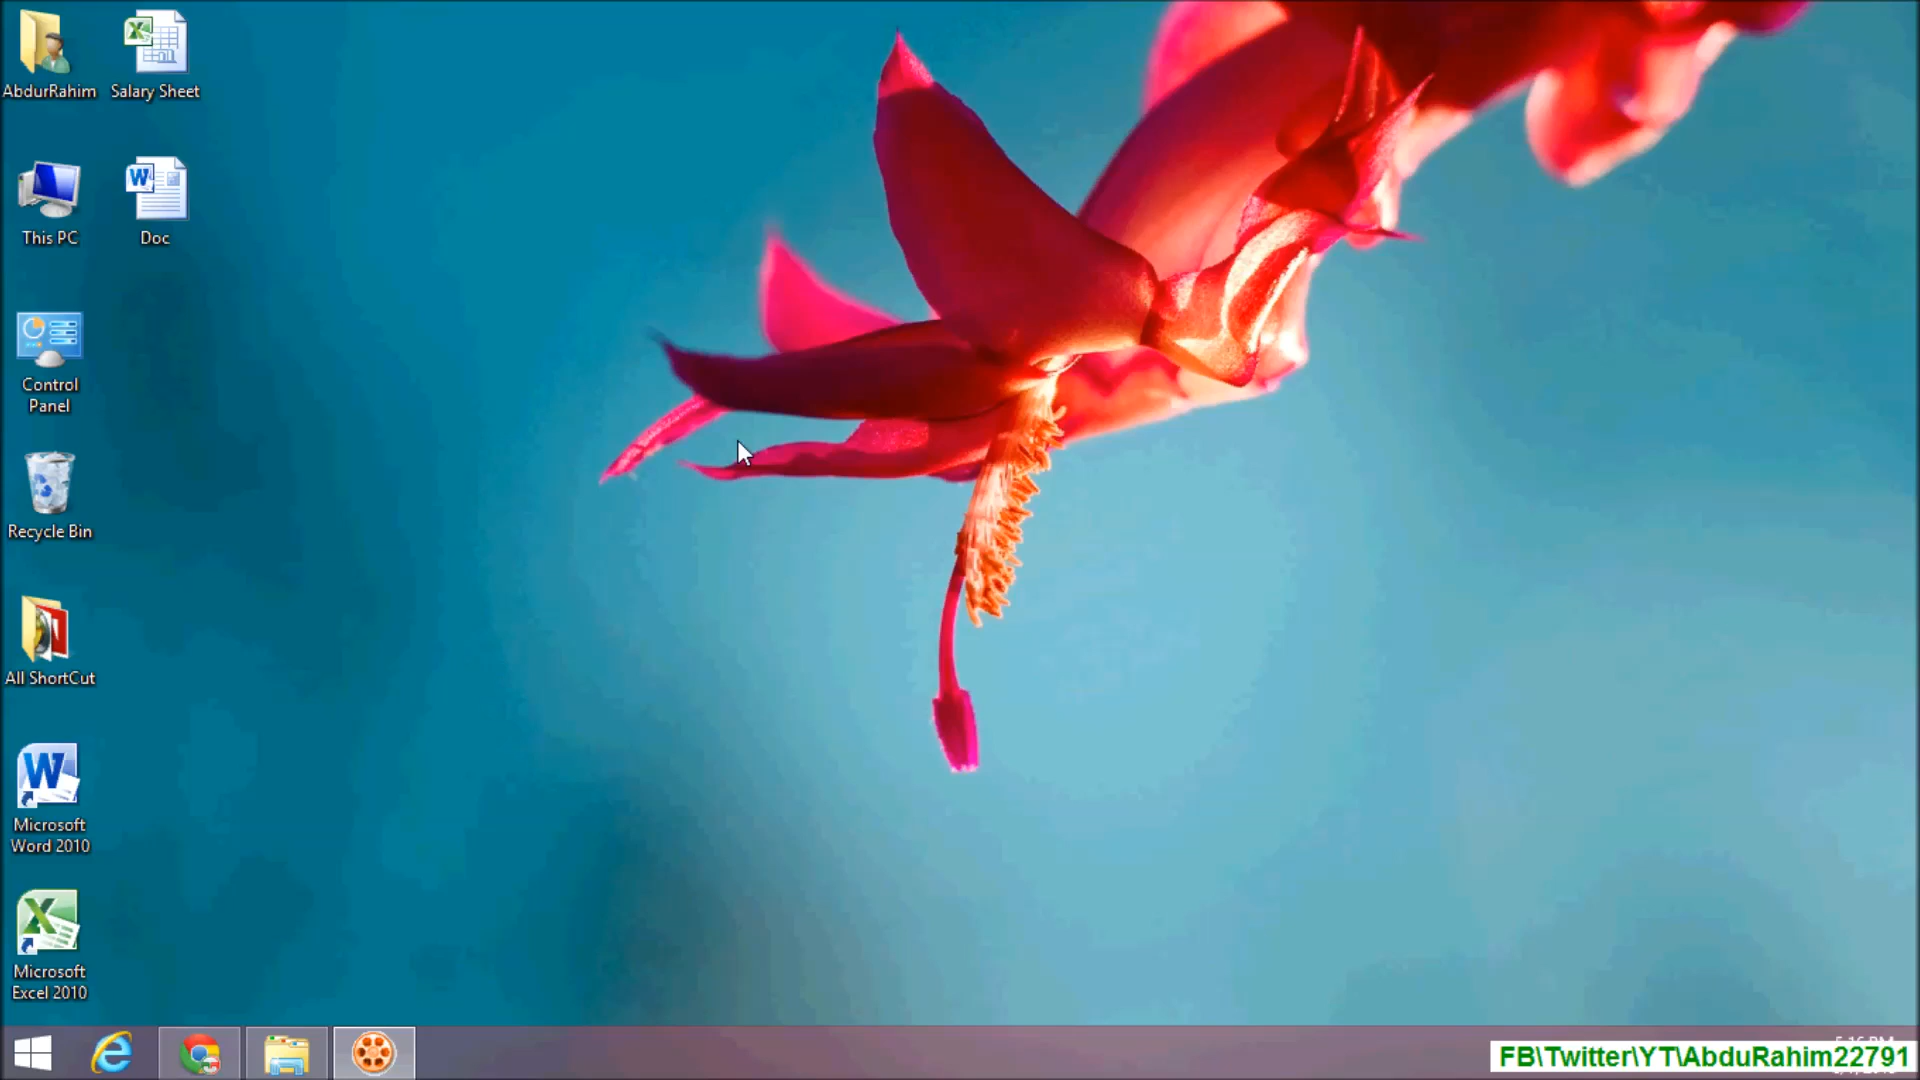 AbdurRahim
Salary Sheet
This PC
Doc
Control
Panel
Recycle Bin
All ShortCut
Microsoft
Word 2010
Microsoft
Excel 2010
FB\Twitter\YT\AbduRahim22791